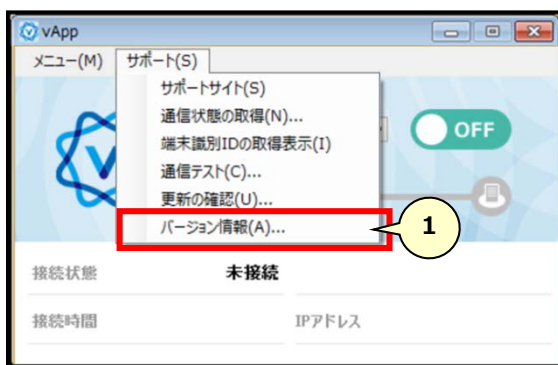 vApp
メニュー(M) サポート(S)
サポートサイト(S)
通信状態の取得(N)...
端末識別IDの取得表示(I)
OFF
通信テスト(C)...
更新の確認(U)...
バージョン情報(A)...
1
接続状態 未接続
接続時間 IPアドレス